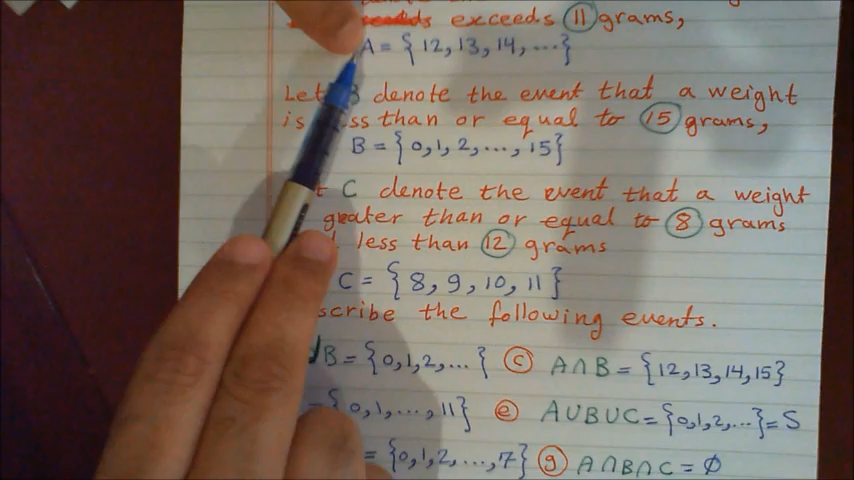 exceeds 11 grams,
A = {12, 13, 14, ...}
Let B denote the event that a weight
is less than or equal to 15 grams,
B = {0, 1, 2, ..., 15}
C denote the event that a weight
greater than or equal to 8 grams
less than 12 grams
C = {8, 9, 10, 11}
scribe the following events.
B = {0, 1, 2, ...} c A∩B = {12, 13, 14, 15}
= {0, 1, ..., 11} e A∪B∪C = {0, 1, 2, ...} = S
= {0, 1, 2, ..., 7} g A∩B∩C = Ø